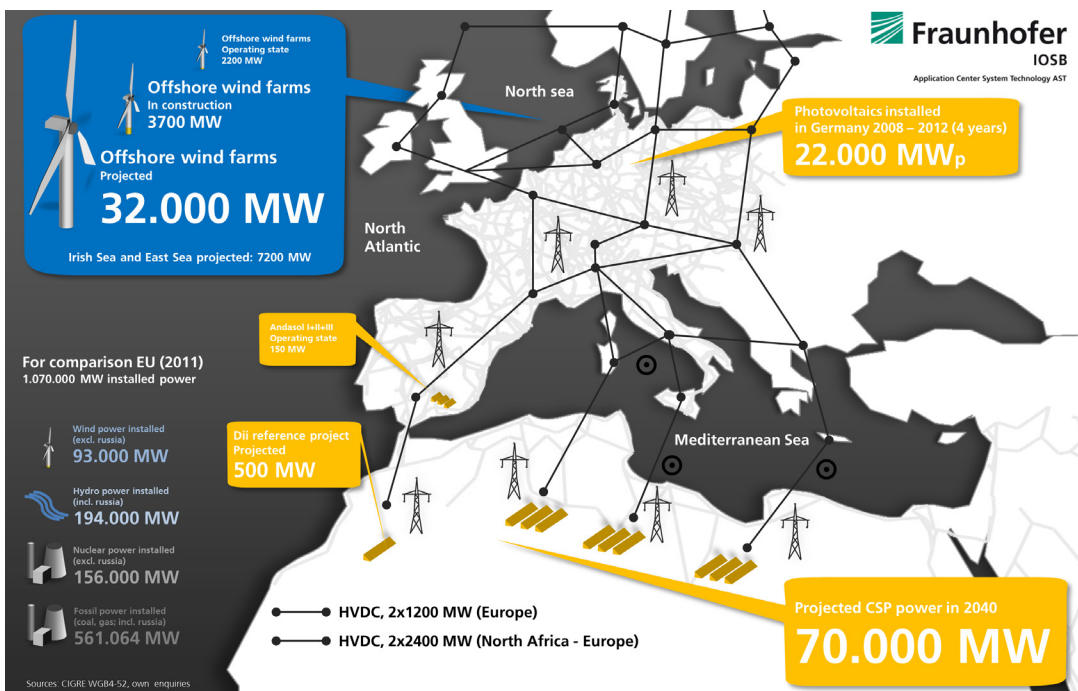 Offshore wind farms
Operating state
2200 MW
Offshore wind farms
In construction
3700 MW
Offshore wind farms
Projected
32.000 MW
Irish Sea and East Sea projected: 7200 MW
North sea
North
Atlantic
Fraunhofer
IOSB
Application Center System Technology AST
Photovoltaics installed
in Germany 2008 – 2012 (4 years)
22.000 MWp
Andasol I+II+III
Operating state
150 MW
For comparison EU (2011)
1.070.000 MW installed power
Wind power installed
(excl. russia)
93.000 MW
Hydro power installed
(incl. russia)
194.000 MW
Nuclear power installed
(excl. russia)
156.000 MW
Fossil power installed
(coal, gas; incl. russia)
561.064 MW
Dii reference project
Projected
500 MW
Mediterranean Sea
HVDC, 2x1200 MW (Europe)
HVDC, 2x2400 MW (North Africa - Europe)
Projected CSP power in 2040
70.000 MW
Sources: CIGRE WGB4-52, own enquiries